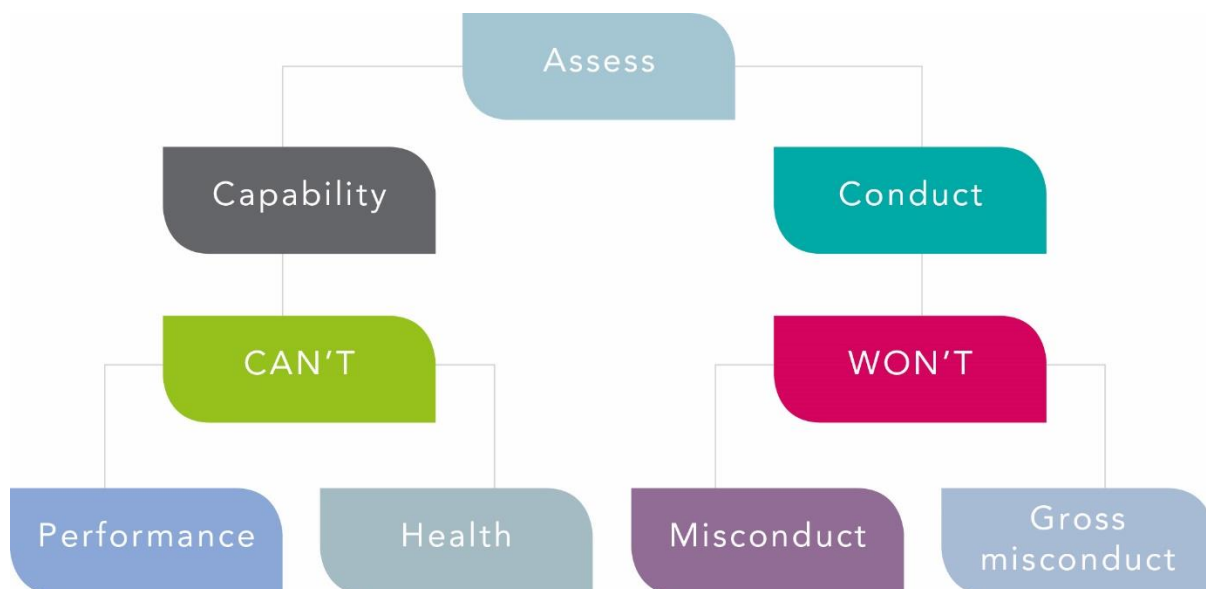 Assess
Capability
Conduct
CAN'T
WON'T
Performance
Health
Misconduct
Gross
misconduct